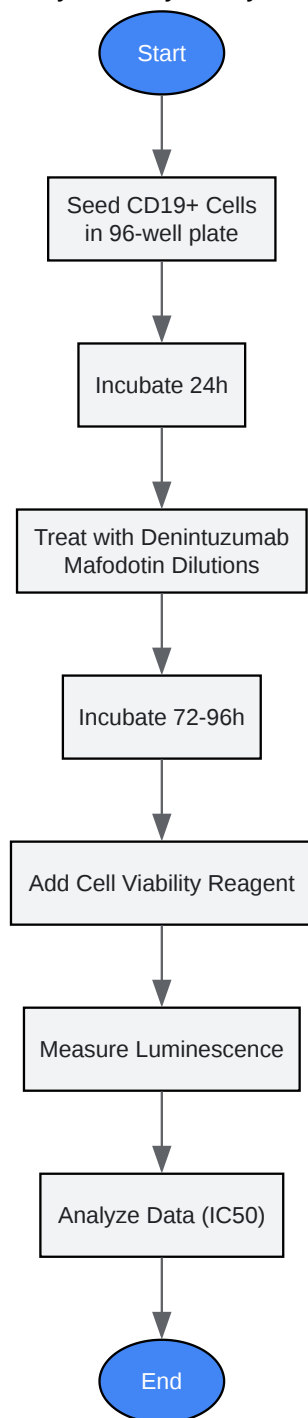 Start
Seed CD19+ Cells
in 96-well plate
Incubate 24h
Treat with Denintuzumab
Mafodotin Dilutions
Incubate 72-96h
Add Cell Viability Reagent
Measure Luminescence
Analyze Data (IC50)
End